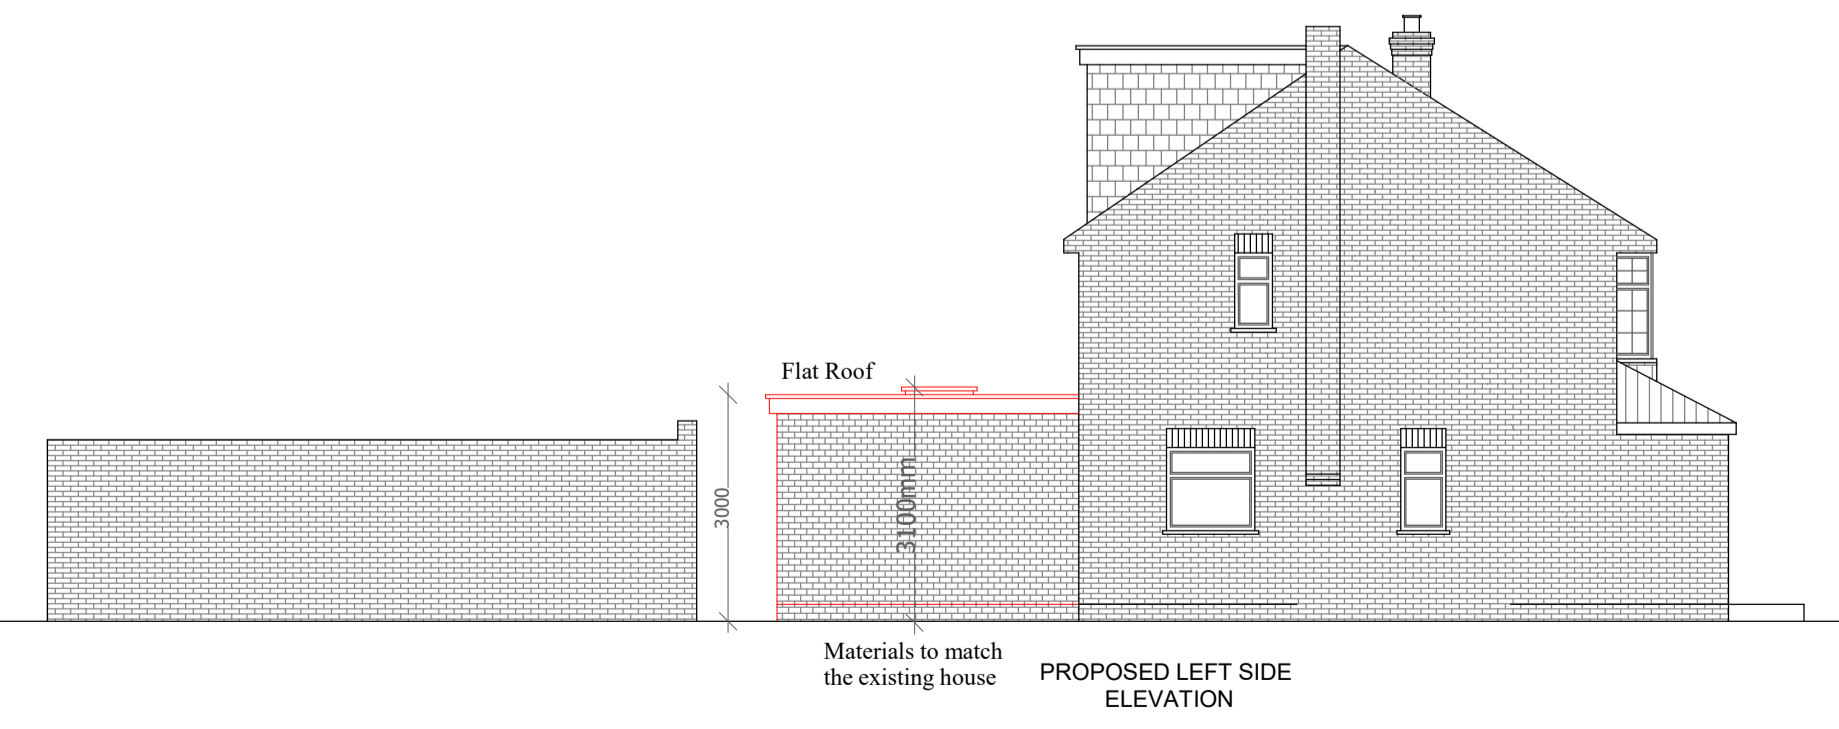 Flat Roof
3000
3100mm
Materials to match
the existing house
PROPOSED LEFT SIDE
ELEVATION